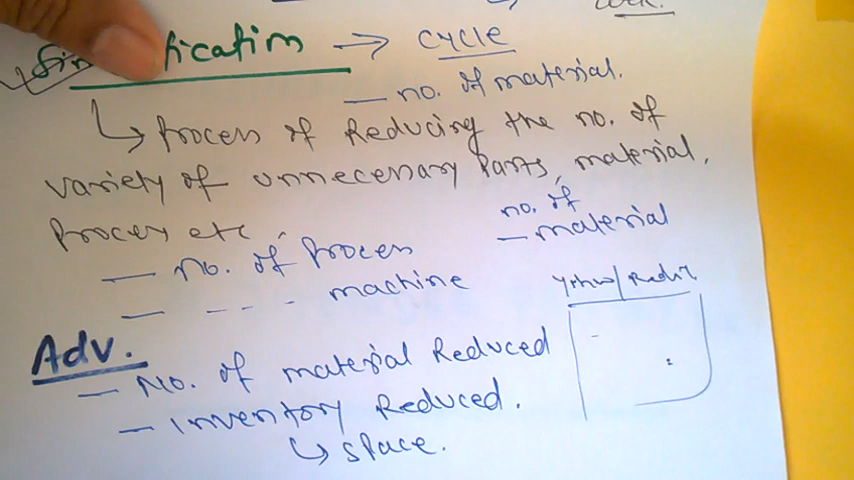 → cycle
— no. of material.
↳ Process of Reducing the no. of
variety of unnecessary Parts, material,
Process etc.
— no. of Process
— - - - machine
no. of
— material
Adv.
— No. of material Reduced
— Inventory Reduced.
↳ space.